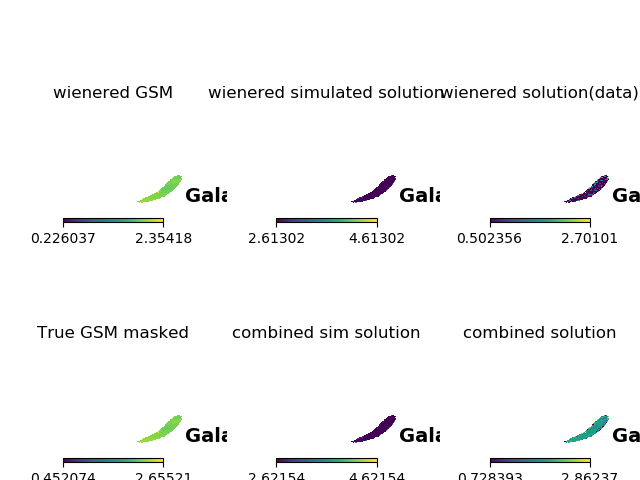 wienered GSM wienered simulated solution wienered solution(data)
Gala Gala Ga
0.226037 2.35418 2.61302 4.61302 0.502356 2.70101
True GSM masked combined sim solution combined solution
Gala Gala Ga
0.452074 2.65521 2.62154 4.62154 0.728393 2.86237